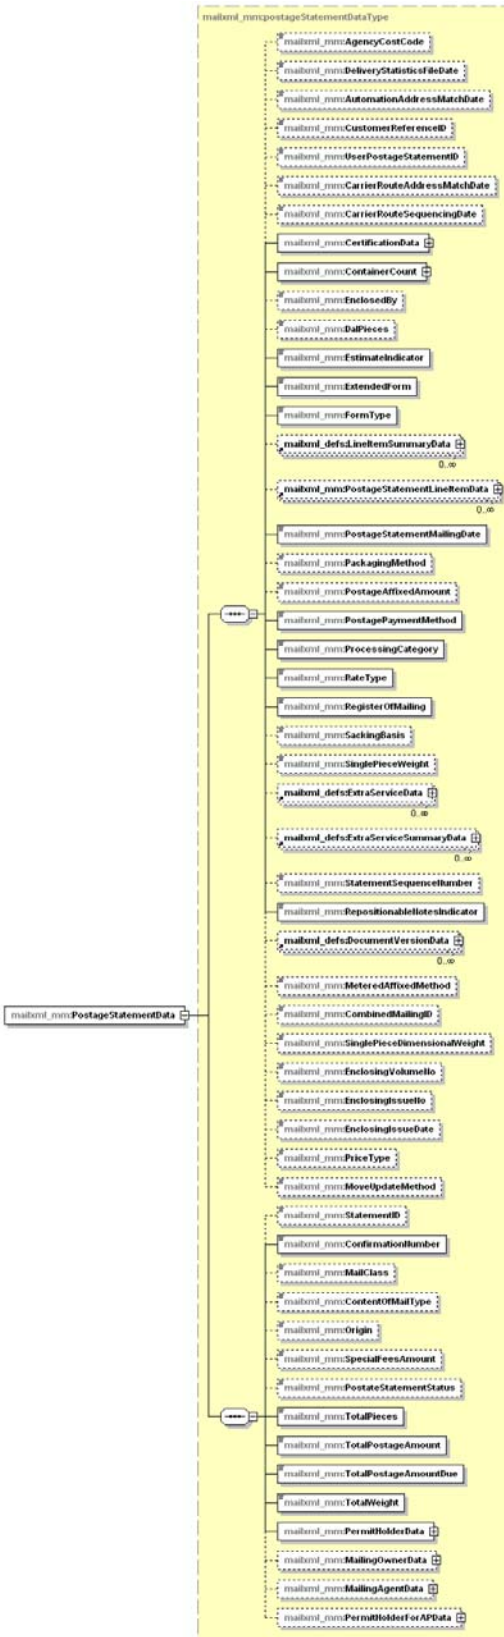 mailxml_mm:postageStatementDataType
mailxml_mm:AgencyCostCode
mailxml_mm:DeliveryStatisticsFileDate
mailxml_mm:AutomationAddressMatchDate
mailxml_mm:CustomerReferenceID
mailxml_mm:UserPostageStatementID
mailxml_mm:CarrierRouteAddressMatchDate
mailxml_mm:CarrierRouteSequencingDate
mailxml_mm:CertificationData
mailxml_mm:ContainerCount
mailxml_mm:EnclosedBy
mailxml_mm:DalPieces
mailxml_mm:EstimateIndicator
mailxml_mm:ExtendedForm
mailxml_mm:FormType
mailxml_defs:LineItemSummaryData
0..∞
mailxml_mm:PostageStatementLineItemData
0..∞
mailxml_mm:PostageStatementMailingDate
mailxml_mm:PackagingMethod
mailxml_mm:PostageAffixedAmount
mailxml_mm:PostagePaymentMethod
mailxml_mm:ProcessingCategory
mailxml_mm:RateType
mailxml_mm:RegisterOfMailing
mailxml_mm:SackingBasis
mailxml_mm:SinglePieceWeight
mailxml_defs:ExtraServiceData
0..∞
mailxml_defs:ExtraServiceSummaryData
0..∞
mailxml_mm:StatementSequenceNumber
mailxml_mm:RepositionableNotesIndicator
mailxml_defs:DocumentVersionData
0..∞
mailxml_mm:MeteredAffixedMethod
mailxml_mm:PostageStatementData
mailxml_mm:CombinedMailingID
mailxml_mm:SinglePieceDimensionalWeight
mailxml_mm:EnclosingVolumeNo
mailxml_mm:EnclosingIssueNo
mailxml_mm:EnclosingIssueDate
mailxml_mm:PriceType
mailxml_mm:MoveUpdateMethod
mailxml_mm:StatementID
mailxml_mm:ConfirmationNumber
mailxml_mm:MailClass
mailxml_mm:ContentOfMailType
mailxml_mm:Origin
mailxml_mm:SpecialFeesAmount
mailxml_mm:PostateStatementStatus
mailxml_mm:TotalPieces
mailxml_mm:TotalPostageAmount
mailxml_mm:TotalPostageAmountDue
mailxml_mm:TotalWeight
mailxml_mm:PermitHolderData
mailxml_mm:MailingOwnerData
mailxml_mm:MailingAgentData
mailxml_mm:PermitHolderForAPData